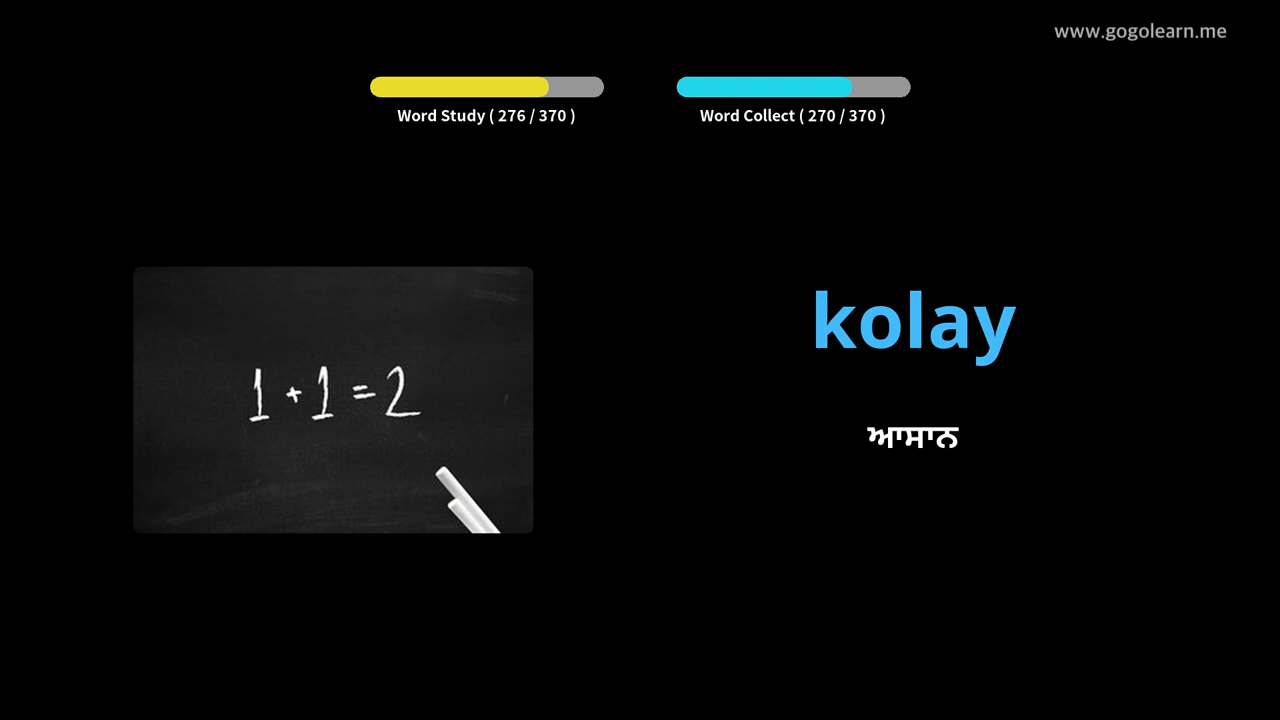 www.gogolearn.me
Word Study ( 276 / 370 )
Word Collect ( 270 / 370 )
1 + 1 = 2
kolay
ਆਸਾਨ